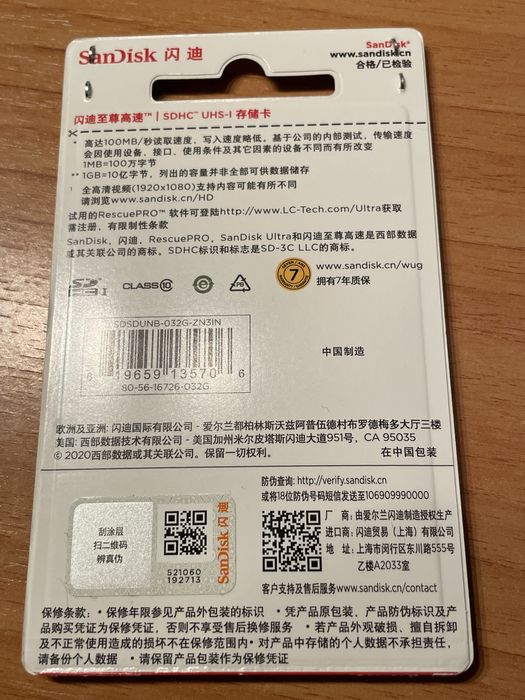 SanDisk 闪迪
SanDisk®
www.sandisk.cn
合格/已检验
闪迪至尊高速™ | SDHC™ UHS-I 存储卡
* 高达100MB/秒读取速度，写入速度略低。基于公司的内部测试，传输速度
会因使用设备、接口、使用条件及其它因素的设备不同而有所改变
1MB=100万字节
** 1GB=10亿字节，列出的容量并非全部可供数据储存
¹ 全高清视频(1920x1080)支持内容可能有所不同
请浏览www.sandisk.cn/HD
试用的RescuePRO™ 软件可登陆http://www.LC-Tech.com/Ultra获取
需注册，有限制性条款
SanDisk，闪迪，RescuePRO，SanDisk Ultra和闪迪至尊高速是西部数据
或其关联公司的商标。SDHC标识和标志是SD-3C LLC的商标。
CLASS⑩
e
7
www.sandisk.cn/wug
拥有7年质保
SDSDUNB-032G-ZN3IN
6 19659 13570 6
80-56-16726-032G
中国制造
欧洲及亚洲: 闪迪国际有限公司 - 爱尔兰都柏林斯沃兹阿普伍德村布罗德梅多大厅三楼
美国: 西部数据技术有限公司 - 美国加州米尔皮塔斯闪迪大道951号，CA 95035
© 2020西部数据或其关联公司。保留一切权利。
在中国包装
防伪查询: http://verify.sandisk.cn
或将18位防伪号码短信发送至106909990000
刮涂层
扫二维码
辨真伪
521060
192713
SanDisk 闪迪
厂 商: 由爱尔兰闪迪制造授权生产
进口商: 闪迪贸易（上海）有限公司
地 址: 上海市闵行区东川路555号
乙楼A2033室
客户支持及售后服务www.sandisk.cn/contact
保修条款: • 保修年限参见产品外包装的标识 • 凭产品原包装、产品防伪标识及产
品购买凭证为保修凭证，否则不享受售后换修服务 • 若产品外观破损、擅自拆卸
及不正常使用造成的损坏不在保修范围内• 对产品中存储的个人数据不承担责任，
请备份个人数据 • 请保留产品包装作为保修凭证